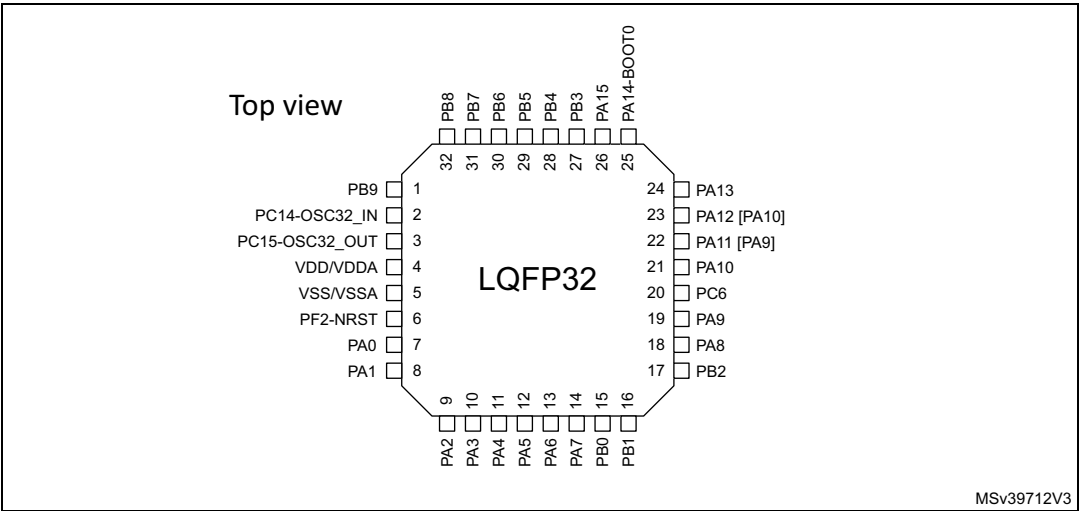 Top view
PB8
PB7
PB6
PB5
PB4
PB3
PA15
PA14-BOOT0
32
31
30
29
28
27
26
25
PB9 1
PC14-OSC32_IN 2
PC15-OSC32_OUT 3
VDD/VDDA 4
VSS/VSSA 5
PF2-NRST 6
PA0 7
PA1 8
LQFP32
24 PA13
23 PA12 [PA10]
22 PA11 [PA9]
21 PA10
20 PC6
19 PA9
18 PA8
17 PB2
9
10
11
12
13
14
15
16
PA2
PA3
PA4
PA5
PA6
PA7
PB0
PB1
MSv39712V3